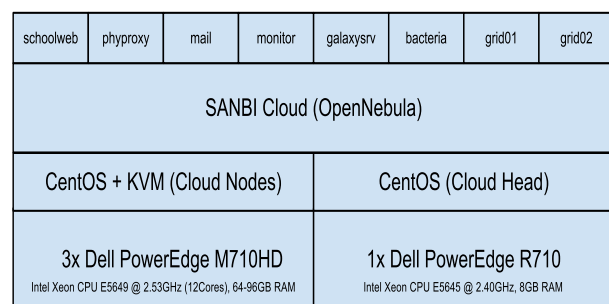 schoolweb phyproxy mail monitor galaxysrv bacteria grid01 grid02
SANBI Cloud (OpenNebula)
CentOS + KVM (Cloud Nodes) CentOS (Cloud Head)
3x Dell PowerEdge M710HD 1x Dell PowerEdge R710
Intel Xeon CPU E5649 @ 2.53GHz (12Cores), 64-96GB RAM Intel Xeon CPU E5645 @ 2.40GHz, 8GB RAM